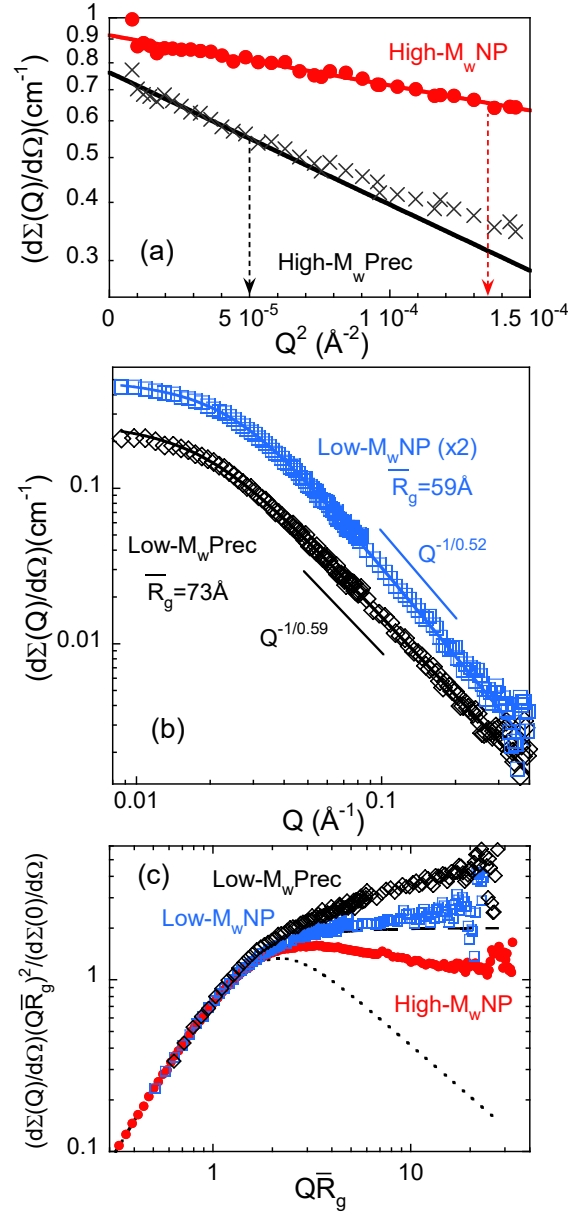 1
0.9
0.8
0.7
0.6
0.5
0.3
(dΣ(Q)/dΩ)(cm⁻¹)
High-MwNP
High-MwPrec
(a)
0
5 10⁻⁵
1 10⁻⁴
1.5 10⁻⁴
Q² (Å⁻²)
0.1
0.01
(dΣ(Q)/dΩ)(cm⁻¹)
Low-MwNP (x2)
R̅g=59Å
Q⁻¹/⁰·⁵²
Low-MwPrec
R̅g=73Å
Q⁻¹/⁰·⁵⁹
(b)
0.01
0.1
Q (Å⁻¹)
(c)
Low-MwPrec
Low-MwNP
High-MwNP
1
0.1
(dΣ(Q)/dΩ)(QR̅g)²/(dΣ(0)/dΩ)
1
10
QR̅g